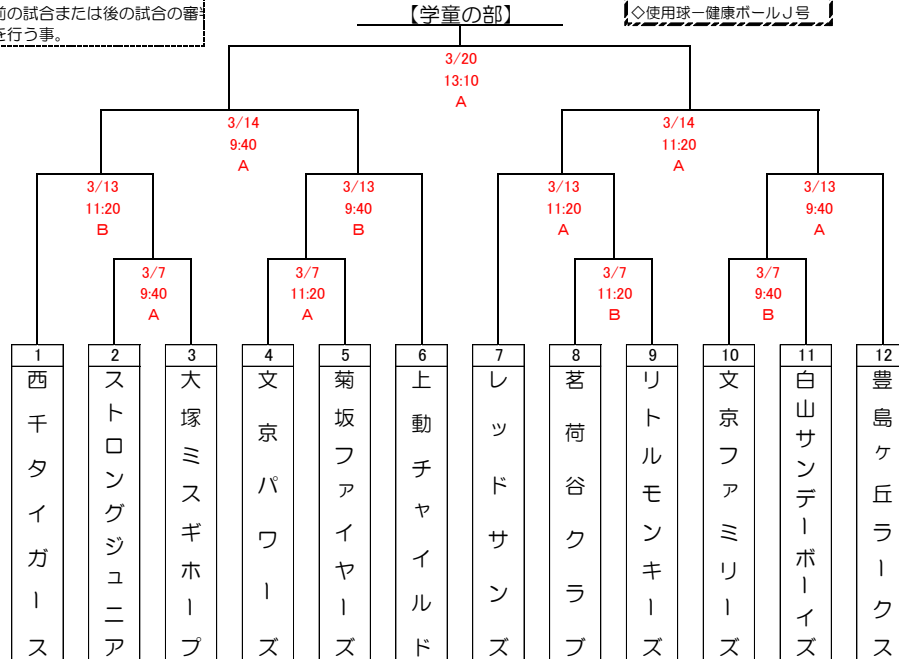 前の試合または後の試合の審
を行う事。
【学童の部】
◇使用球ー健康ボールJ号
3/20
13:10
A
3/14
9:40
A
3/14
11:20
A
3/13
11:20
B
3/13
9:40
B
3/13
11:20
A
3/13
9:40
A
3/7
9:40
A
3/7
11:20
A
3/7
11:20
B
3/7
9:40
B
1
西千タイガース
2
ストロングジュニア
3
大塚ミスギホープ
4
文京パワーズ
5
菊坂ファイヤーズ
6
上動チャイルド
7
レッドサンズ
8
茗荷谷クラブ
9
リトルモンキーズ
10
文京ファミリーズ
11
白山サンデーボーイズ
12
豊島ヶ丘ラークス